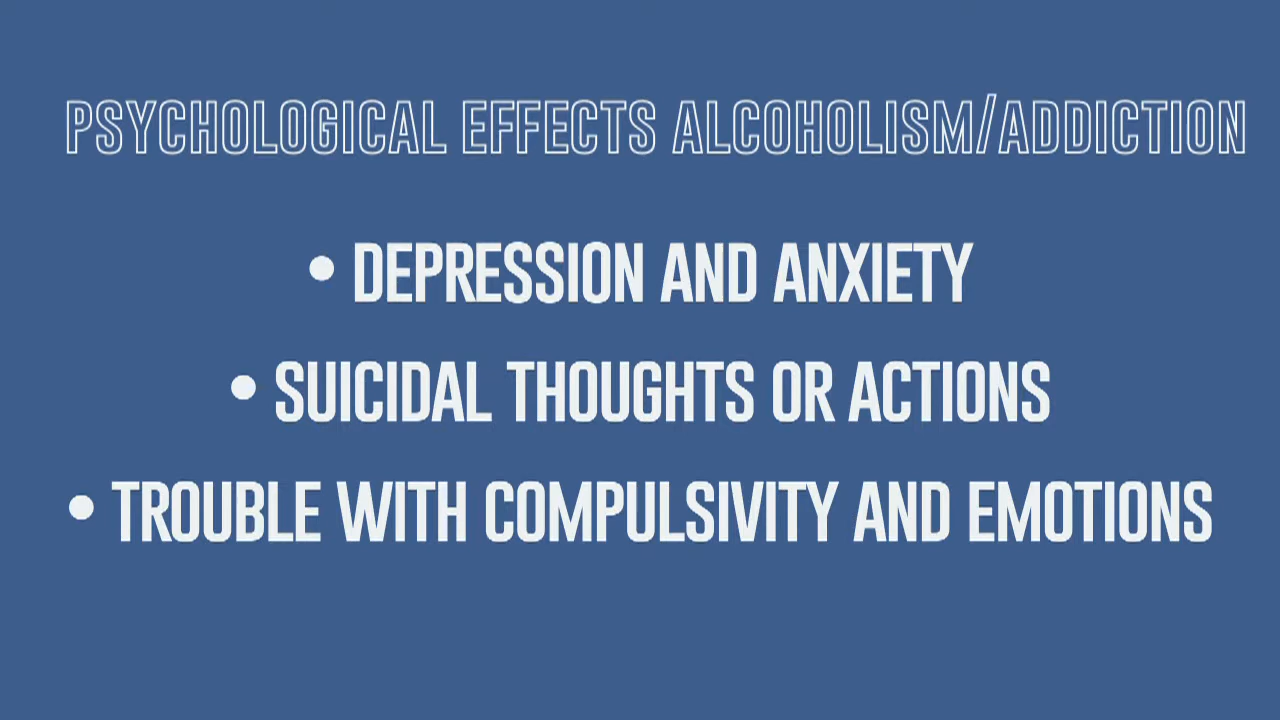 PSYCHOLOGICAL EFFECTS ALCOHOLISM/ADDICTION
• DEPRESSION AND ANXIETY
• SUICIDAL THOUGHTS OR ACTIONS
• TROUBLE WITH COMPULSIVITY AND EMOTIONS